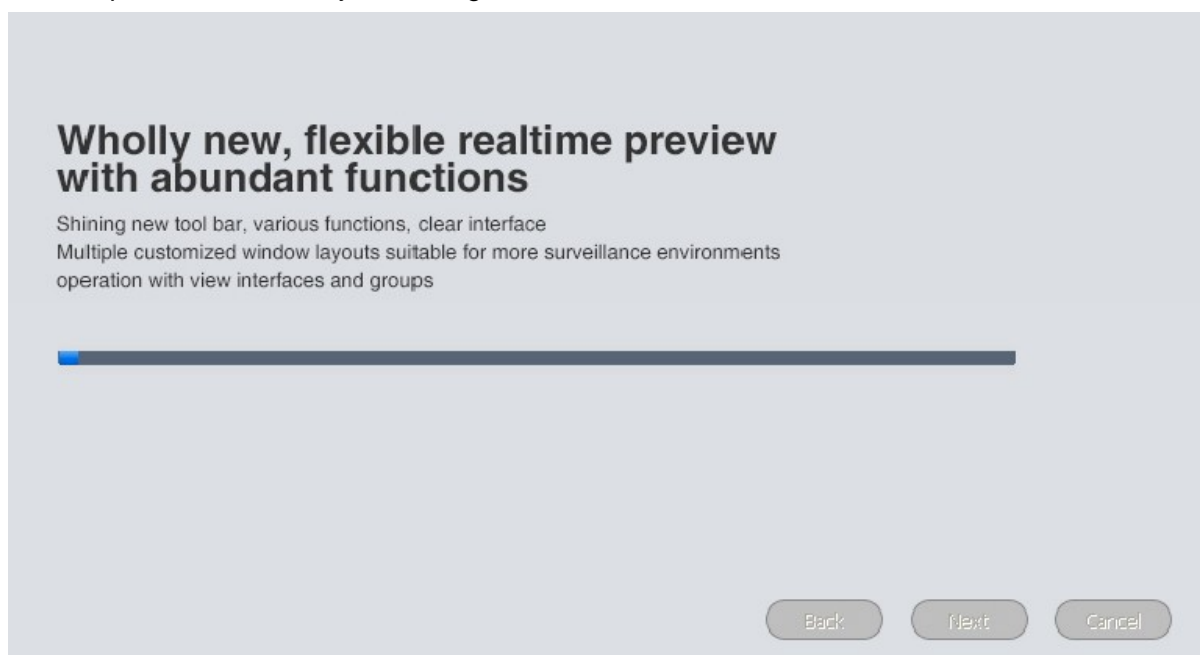 Wholly new, flexible realtime preview
with abundant functions
Shining new tool bar, various functions, clear interface
Multiple customized window layouts suitable for more surveillance environments
operation with view interfaces and groups
Back Next Cancel